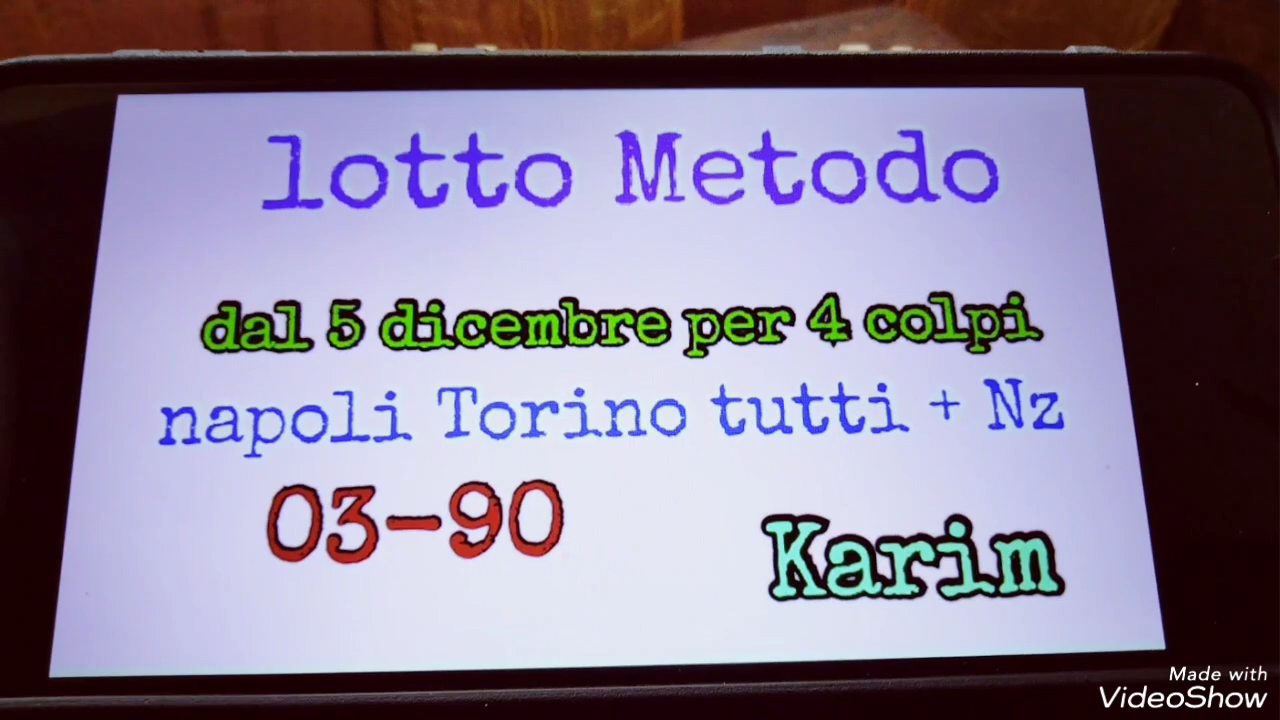 lotto Metodo
dal 5 dicembre per 4 colpi
napoli Torino tutti + Nz
03-90
Karim
Made with
VideoShow